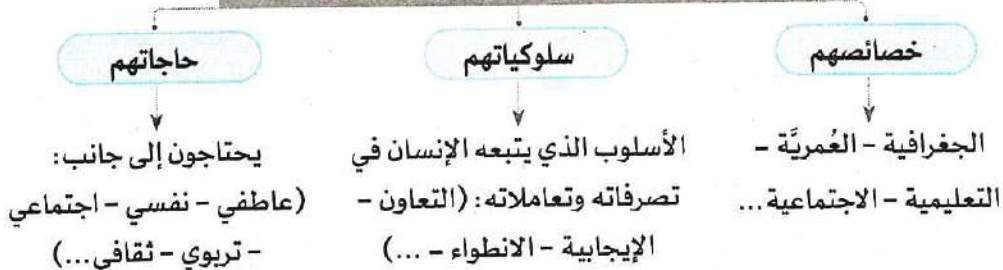 خصائصهم
الجغرافية – العُمريَّة –
التعليمية – الاجتماعية ...
سلوكياتهم
الأسلوب الذي يتبعه الإنسان في
تصرفاته وتعاملاته: (التعاون –
الإيجابية – الانطواء – ...)
حاجاتهم
يحتاجون إلى جانب:
(عاطفي – نفسي – اجتماعي
– تربوي – ثقافي...)